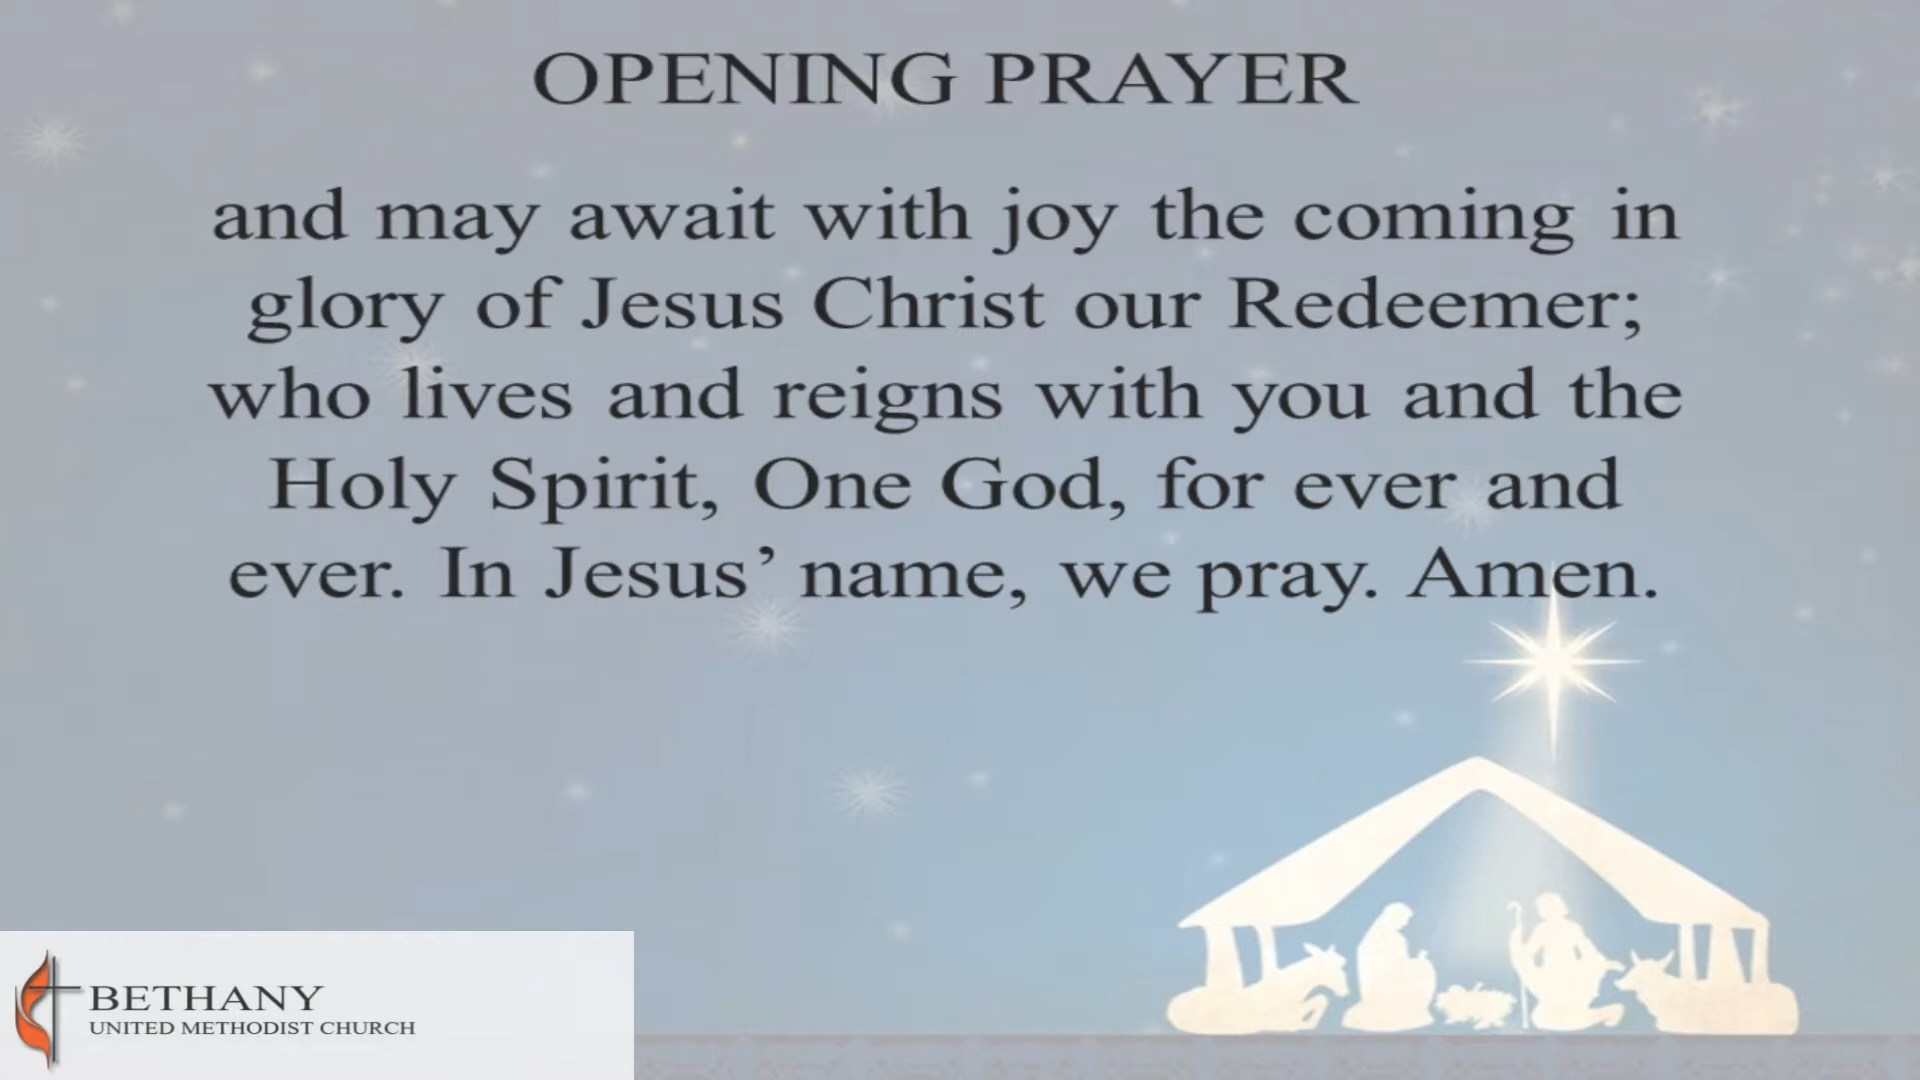 OPENING PRAYER
and may await with joy the coming in
glory of Jesus Christ our Redeemer;
who lives and reigns with you and the
Holy Spirit, One God, for ever and
ever. In Jesus’ name, we pray. Amen.
BETHANY
UNITED METHODIST CHURCH